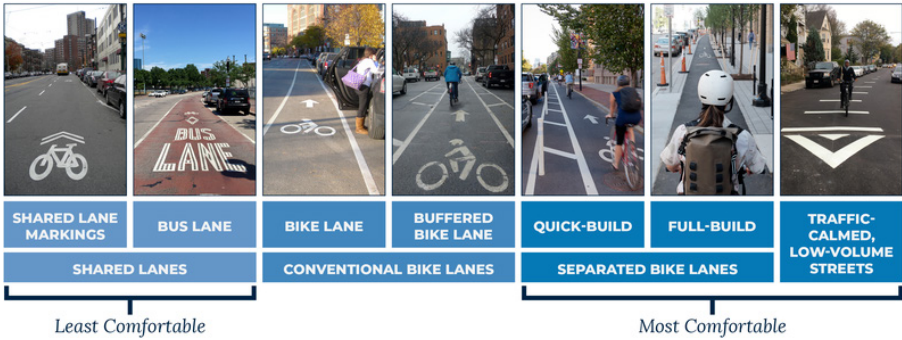 BUS
LANE
SHARED LANE
MARKINGS
BUS LANE
BIKE LANE
BUFFERED
BIKE LANE
QUICK-BUILD
FULL-BUILD
TRAFFIC-
CALMED,
LOW-VOLUME
STREETS
SHARED LANES
CONVENTIONAL BIKE LANES
SEPARATED BIKE LANES
Least Comfortable
Most Comfortable